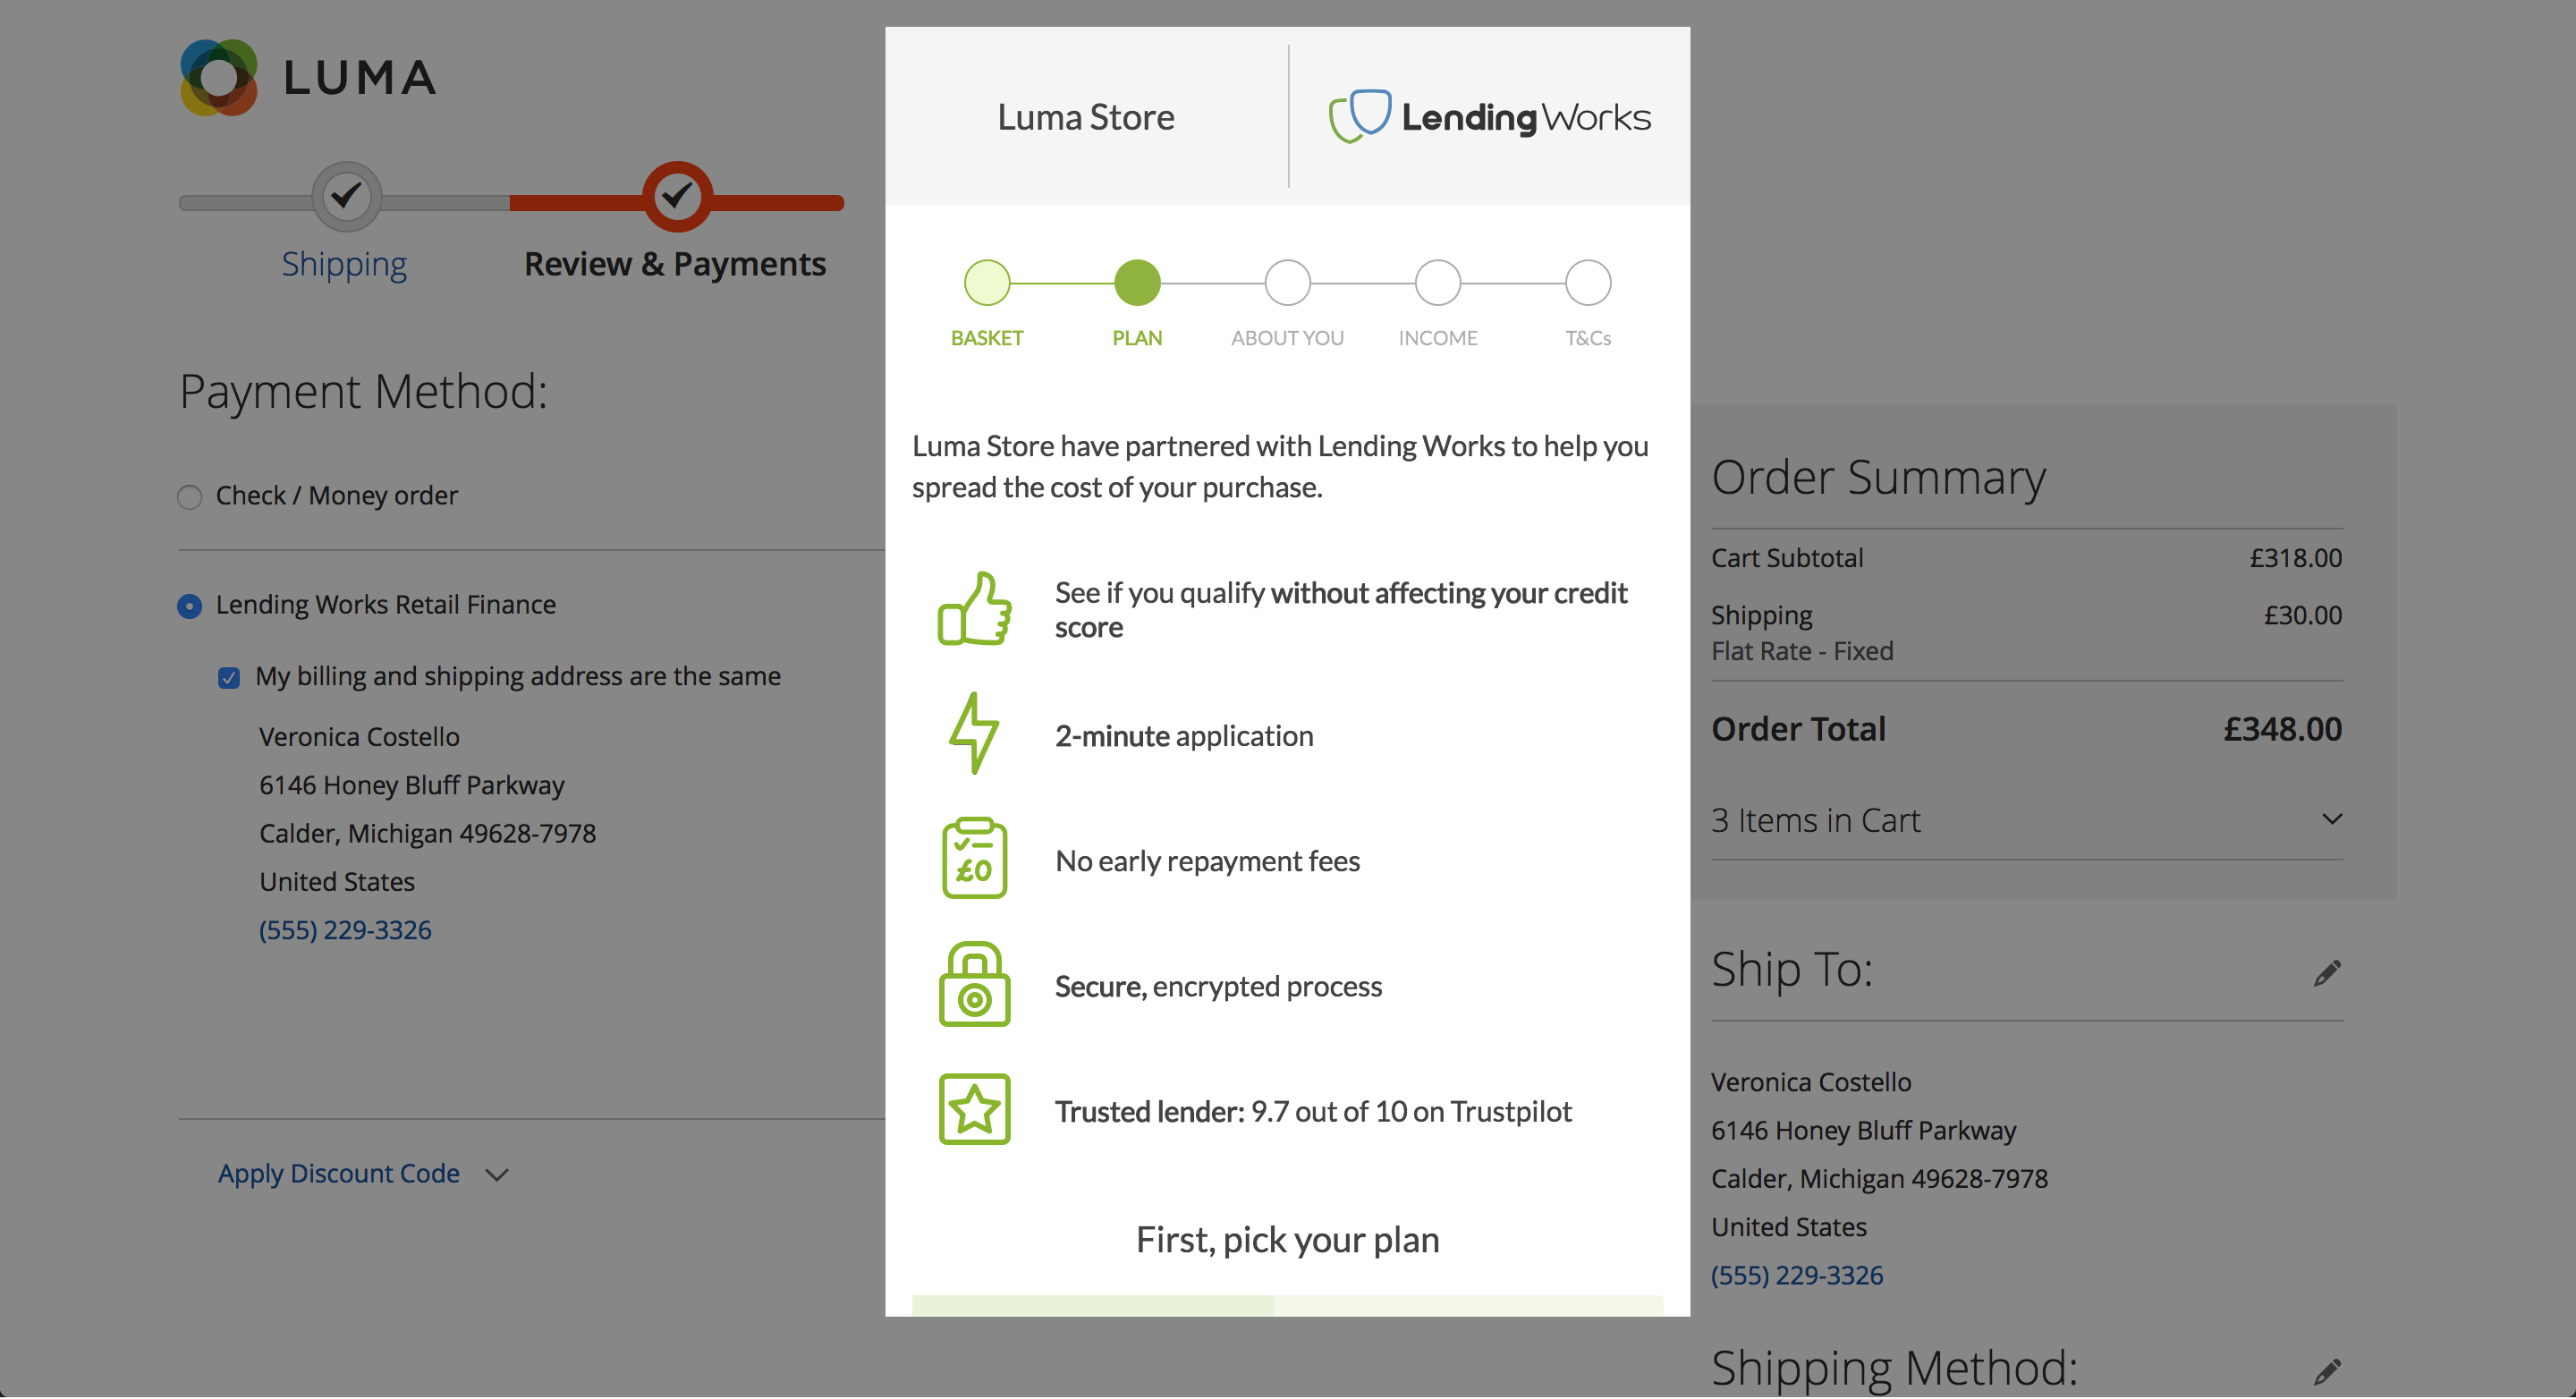 LUMA
Shipping
Review & Payments
Payment Method:
Check / Money order
Lending Works Retail Finance
My billing and shipping address are the same
Veronica Costello
6146 Honey Bluff Parkway
Calder, Michigan 49628-7978
United States
(555) 229-3326
Apply Discount Code
Luma Store
LendingWorks
BASKET
PLAN
ABOUT YOU
INCOME
T&Cs
Luma Store have partnered with Lending Works to help you
spread the cost of your purchase.
See if you qualify without affecting your credit
score
2-minute application
£0
No early repayment fees
Secure, encrypted process
Trusted lender: 9.7 out of 10 on Trustpilot
First, pick your plan
Order Summary
Cart Subtotal £318.00
Shipping £30.00
Flat Rate - Fixed
Order Total £348.00
3 Items in Cart
Ship To:
Veronica Costello
6146 Honey Bluff Parkway
Calder, Michigan 49628-7978
United States
(555) 229-3326
Shipping Method: